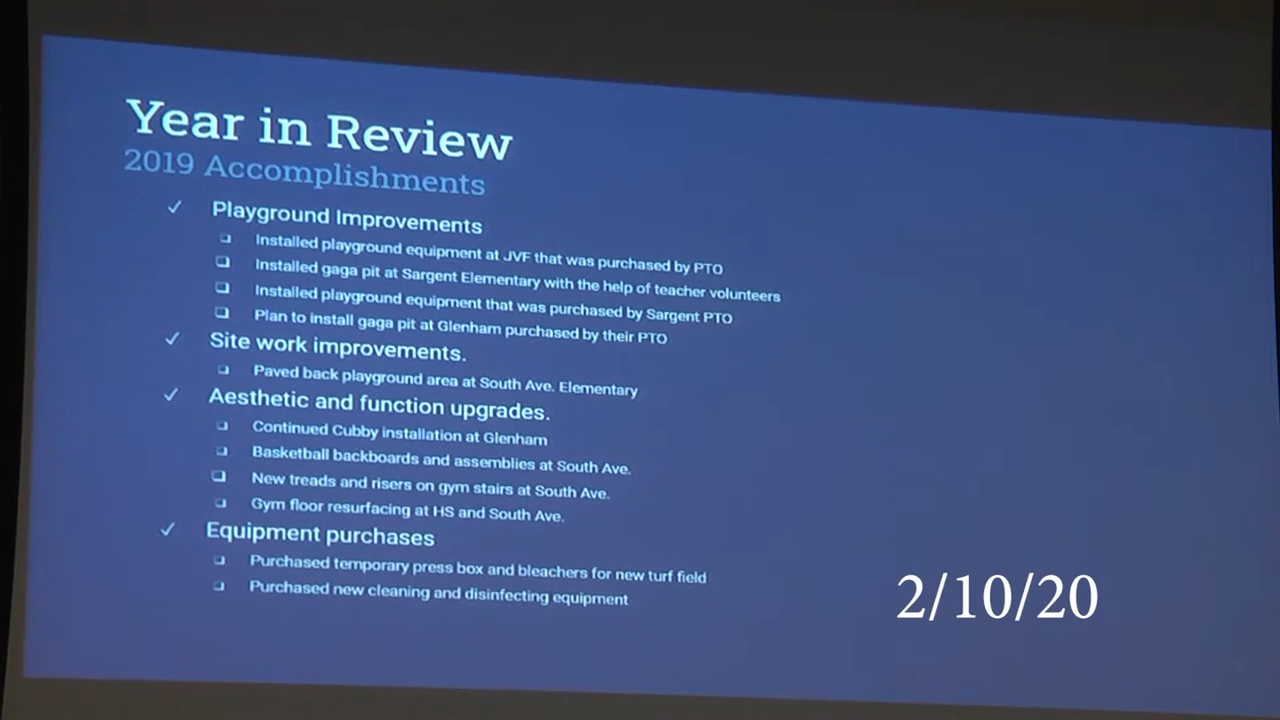 Year in Review
2019 Accomplishments
✓ Playground Improvements
❑ Installed playground equipment at JVF that was purchased by PTO
❑ Installed gaga pit at Sargent Elementary with the help of teacher volunteers
❑ Installed playground equipment that was purchased by Sargent PTO
❑ Plan to install gaga pit at Glenham purchased by their PTO
✓ Site work improvements.
❑ Paved back playground area at South Ave. Elementary
✓ Aesthetic and function upgrades.
❑ Continued Cubby installation at Glenham
❑ Basketball backboards and assemblies at South Ave.
❑ New treads and risers on gym stairs at South Ave.
❑ Gym floor resurfacing at HS and South Ave.
✓ Equipment purchases
❑ Purchased temporary press box and bleachers for new turf field
❑ Purchased new cleaning and disinfecting equipment
2/10/20